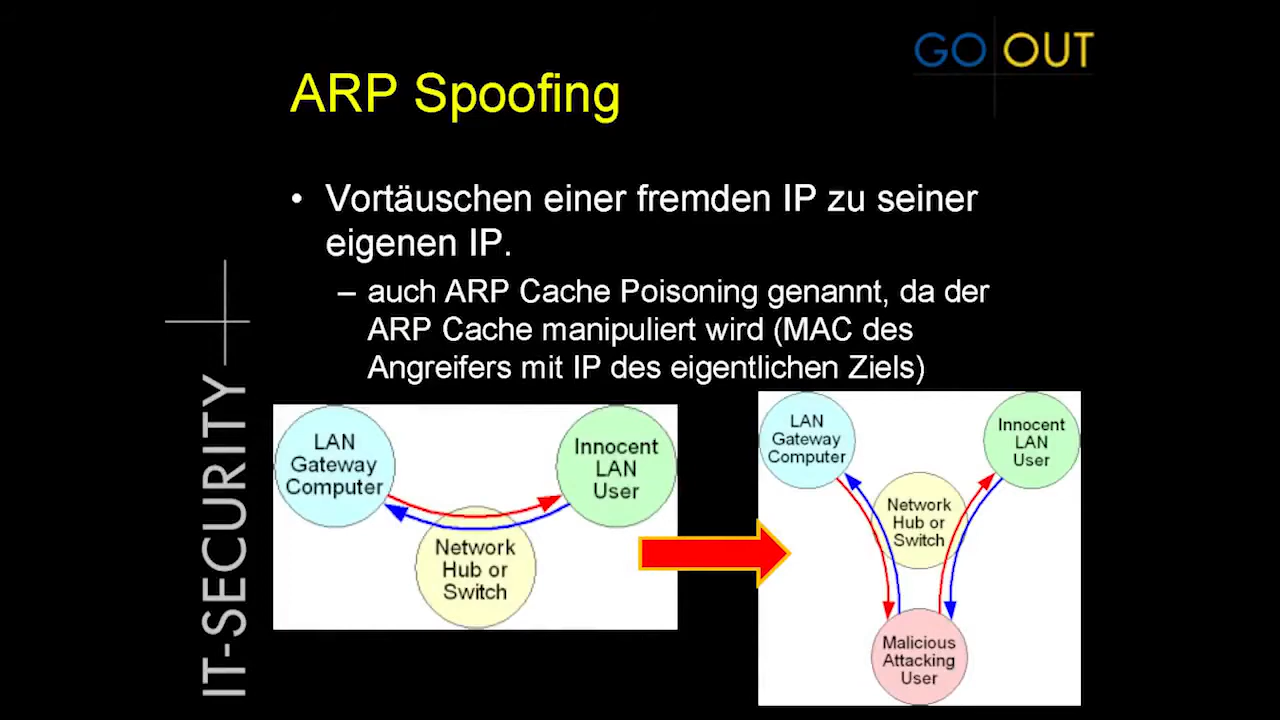 GO OUT
ARP Spoofing
• Vortäuschen einer fremden IP zu seiner
eigenen IP.
– auch ARP Cache Poisoning genannt, da der
ARP Cache manipuliert wird (MAC des
Angreifers mit IP des eigentlichen Ziels)
IT-SECURITY
LAN
Gateway
Computer
Innocent
LAN
User
Network
Hub or
Switch
LAN
Gateway
Computer
Innocent
LAN
User
Network
Hub or
Switch
Malicious
Attacking
User